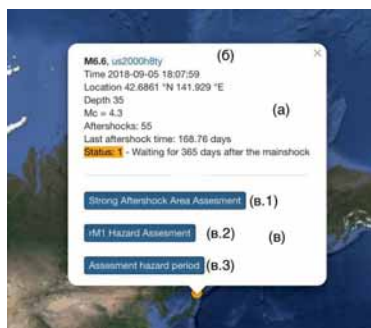 M6.6, us2000h8ty (б) ×
Time 2018-09-05 18:07:59
Location 42.6861 °N 141.929 °E
Depth 35 (а)
Mc = 4.3
Aftershocks: 55
Last aftershock time: 168.76 days
Status: 1 - Waiting for 365 days after the mainshock
Strong Aftershock Area Assesment (в.1)
rM1 Hazard Assesment (в.2) (в)
Assesment hazard period (в.3)